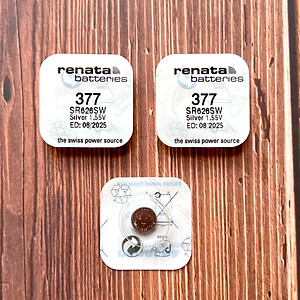 renata
batteries
377
SR626SW
Silver 1.55V
ED: 08/2025
the swiss power source
renata
batteries
377
SR626SW
Silver 1.55V
ED: 08/2025
the swiss power source